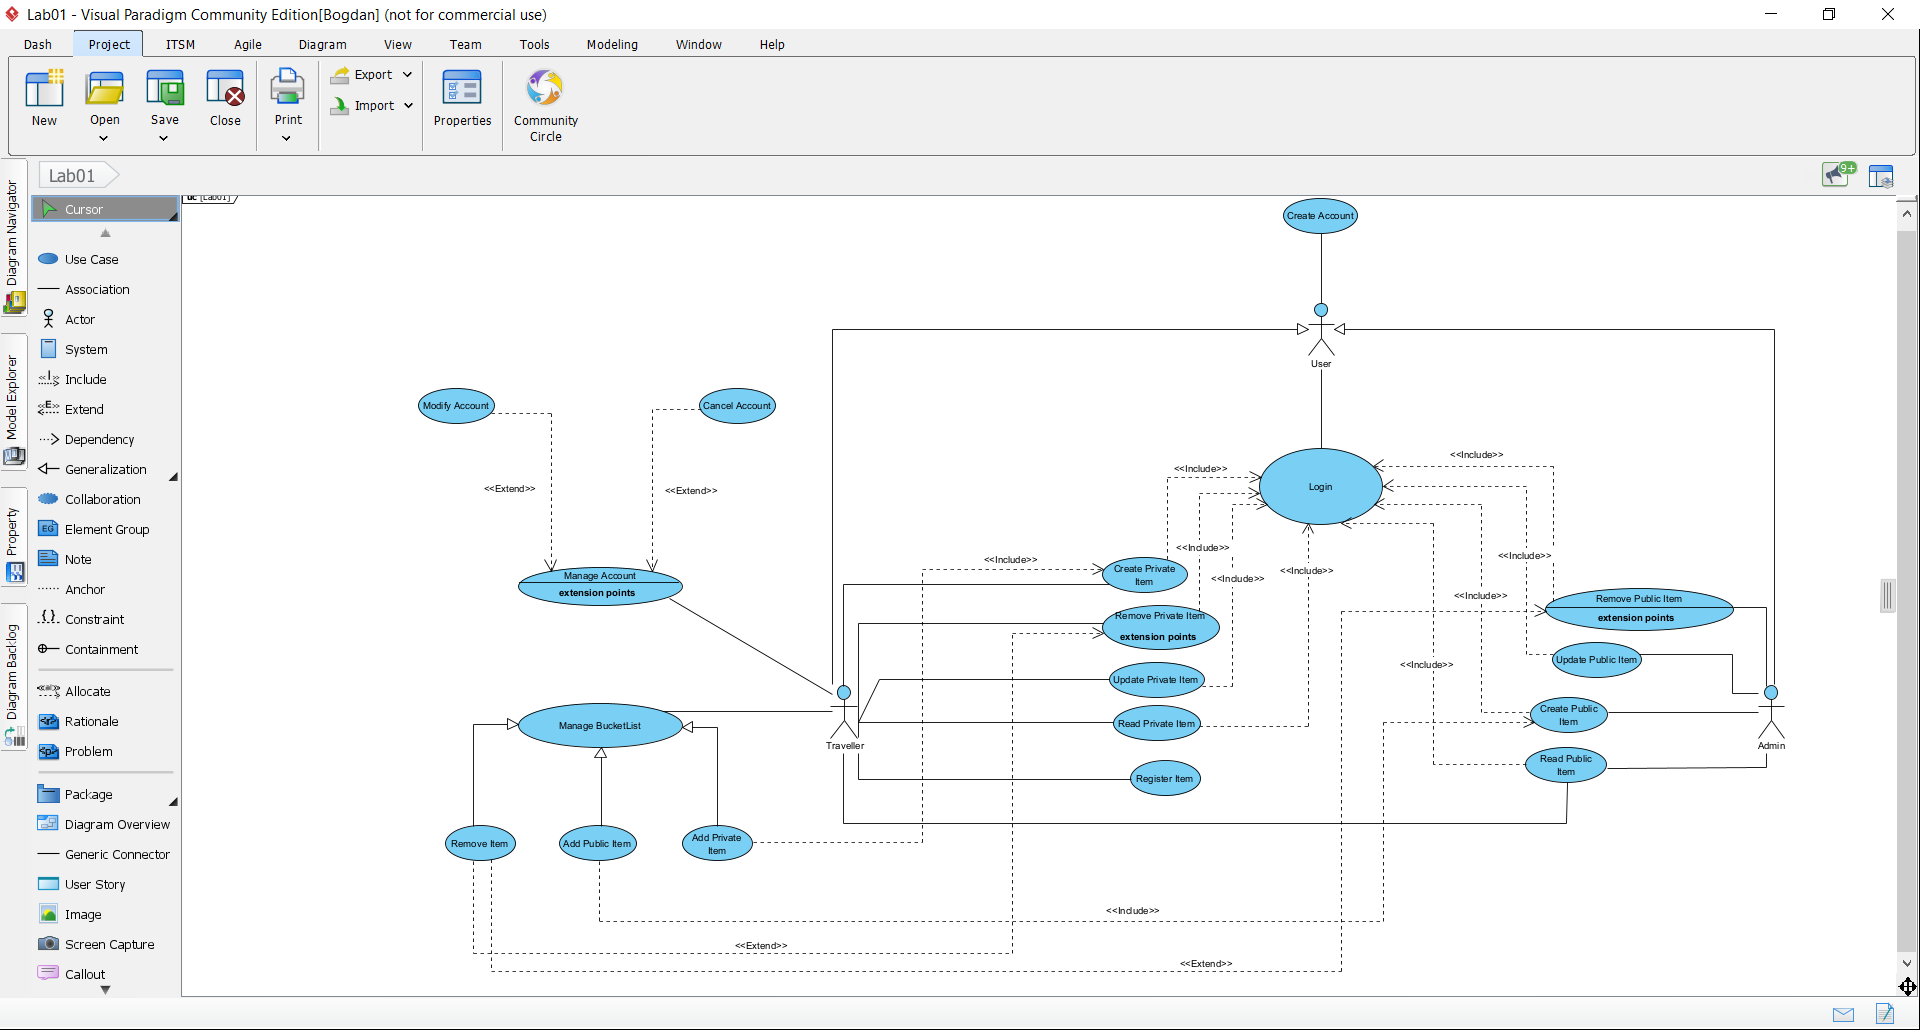 Lab01 - Visual Paradigm Community Edition[Bogdan] (not for commercial use)
Dash Project ITSM Agile Diagram View Team Tools Modeling Window Help
New
Open
Save
Close
Print
Export
Import
Properties
Community
Circle
Diagram Navigator
Model Explorer
Property
Diagram Backlog
Lab01
9+
Cursor
Use Case
Association
Actor
System
Include
Extend
Dependency
Generalization
Collaboration
EG Element Group
Note
Anchor
Constraint
Containment
Allocate
Rationale
Problem
Package
Diagram Overview
Generic Connector
User Story
Image
Screen Capture
Callout
uc [Lab01]
Create Account
User
Modify Account
Cancel Account
<<Extend>>
<<Extend>>
Manage Account
extension points
Login
<<Include>>
<<Include>>
<<Include>>
<<Include>>
<<Include>>
<<Include>>
<<Include>>
<<Include>>
<<Include>>
Create Private
Item
Remove Private Item
extension points
Update Private Item
Read Private Item
Register Item
Remove Public Item
extension points
Update Public Item
Create Public
Item
Read Public
Item
Traveller
Admin
Manage BucketList
Remove Item
Add Public Item
Add Private
Item
<<Include>>
<<Extend>>
<<Extend>>